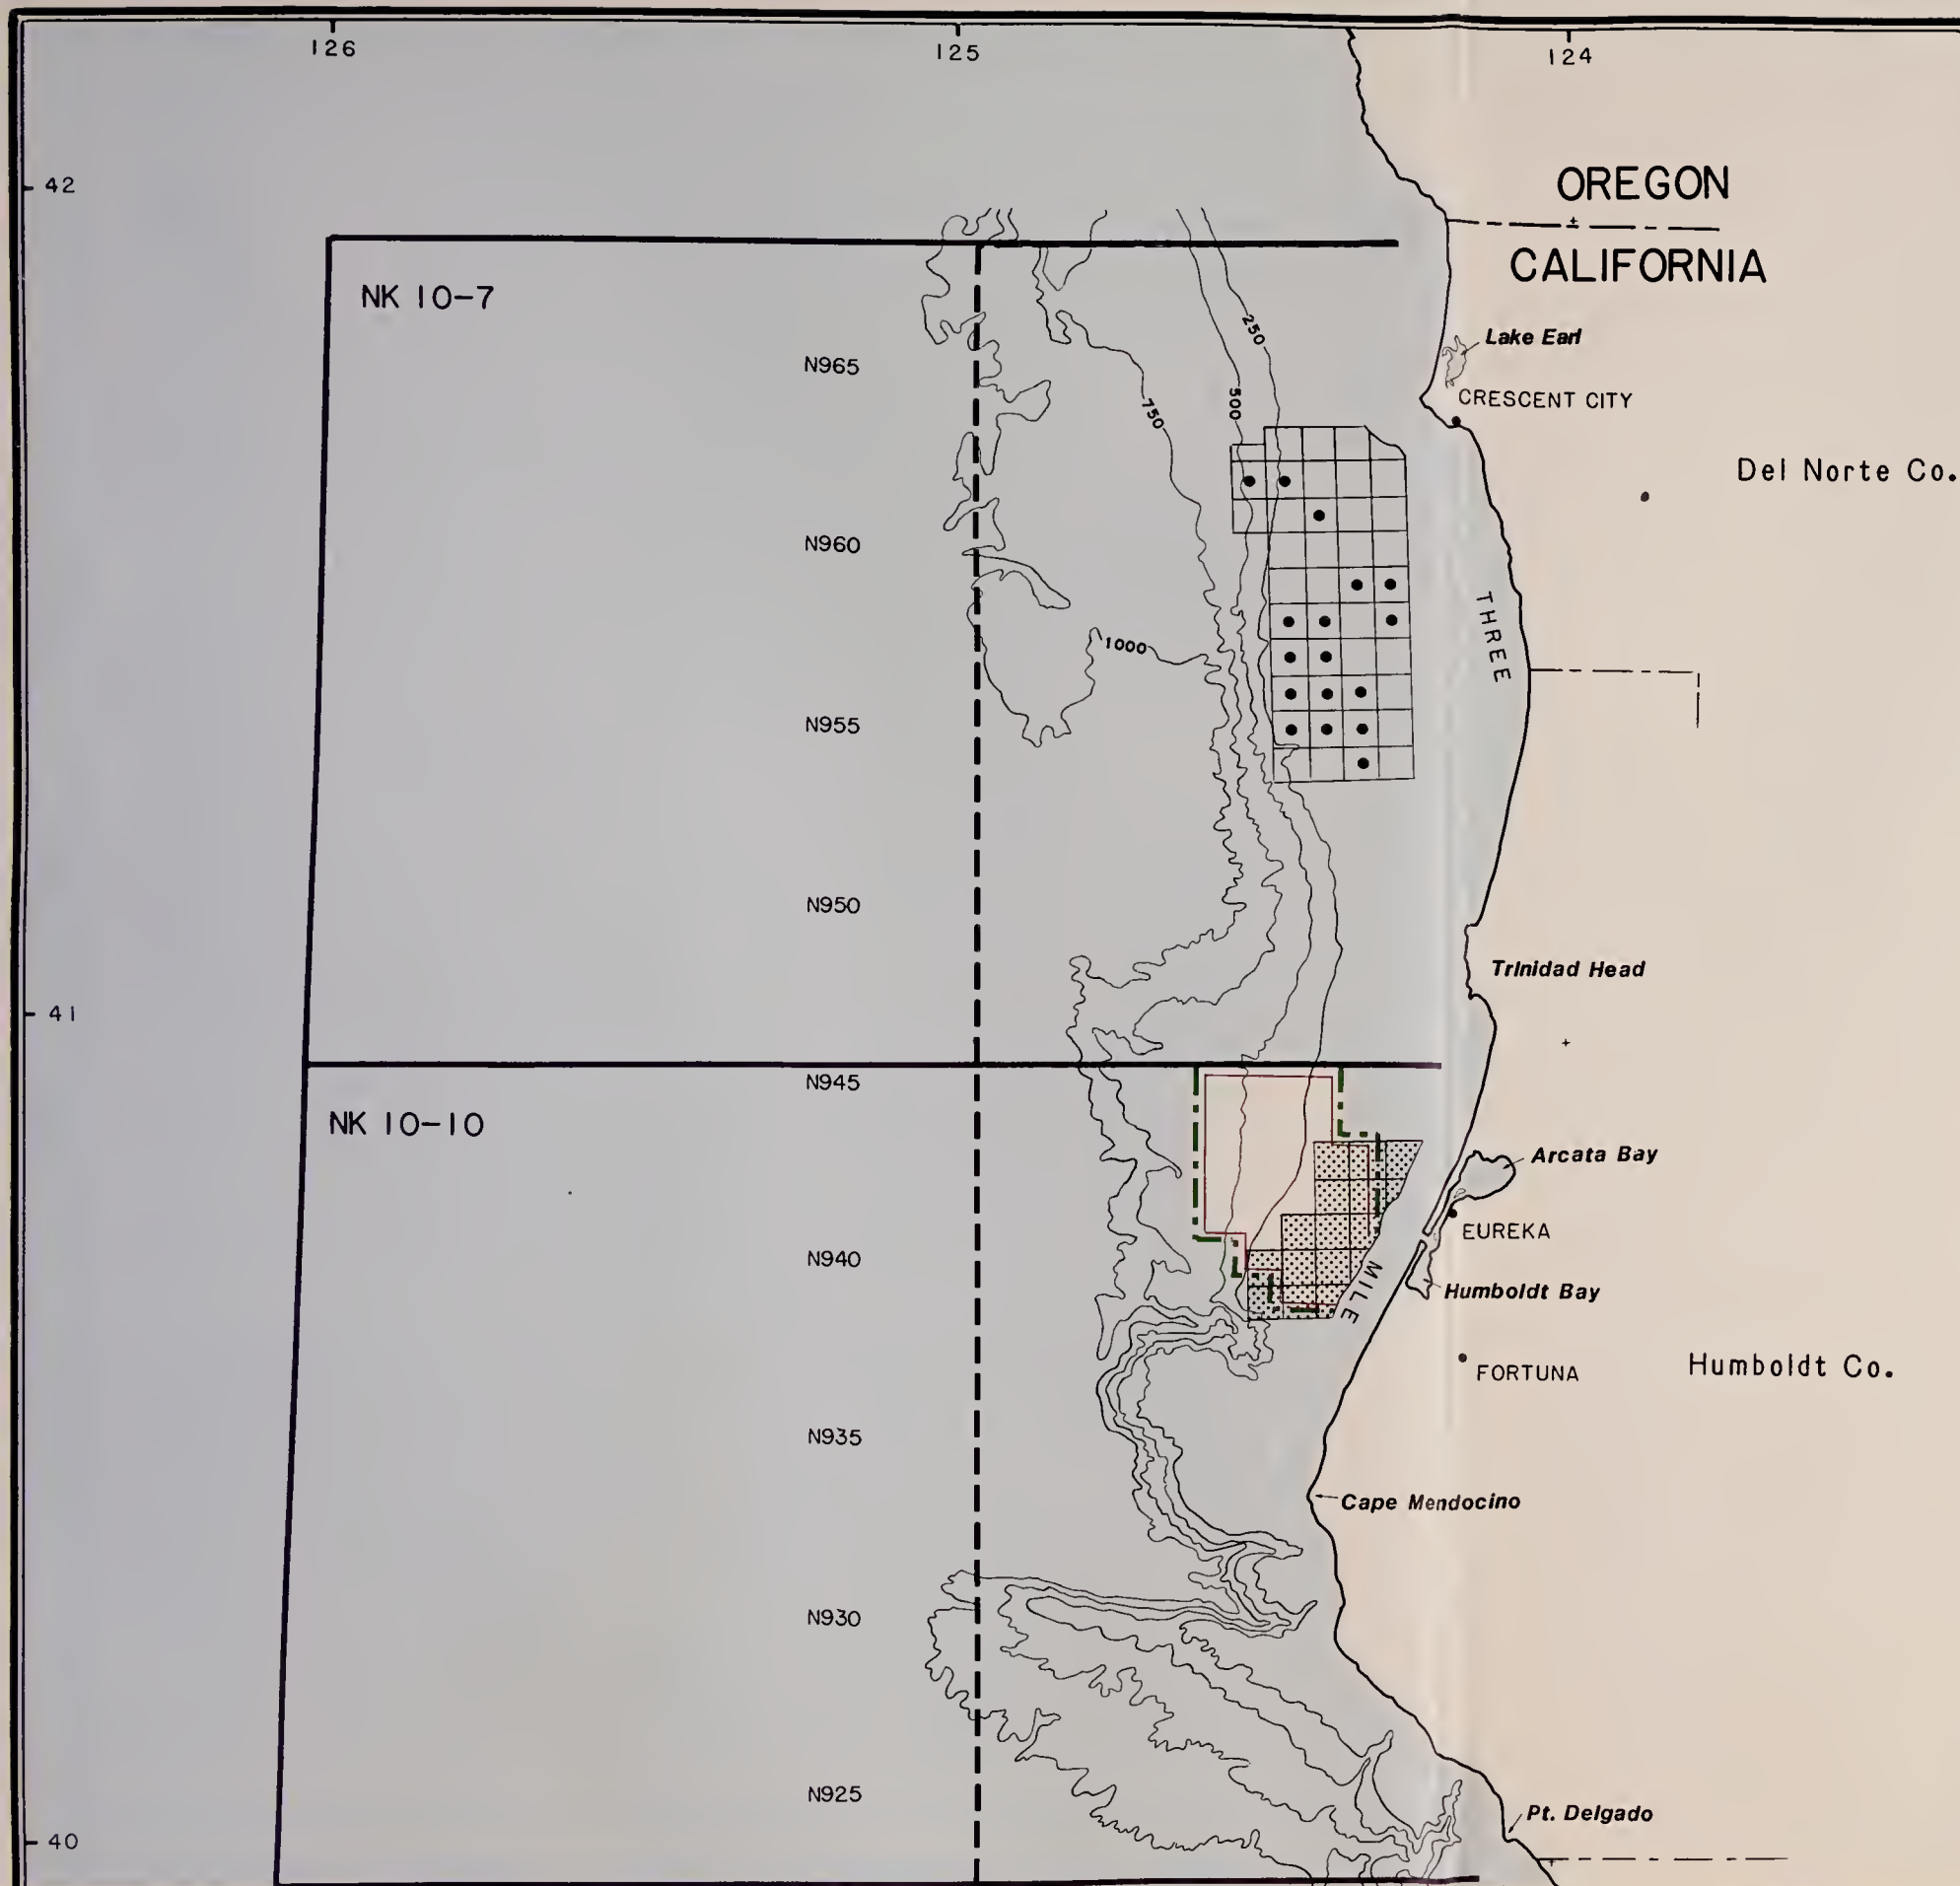 126
125
124
42
OREGON
CALIFORNIA
NK 10-7
250
Lake Earl
N965
500
750
CRESCENT CITY
Del Norte Co.
N960
THREE
1000
N955
N950
Trinidad Head
41
N945
NK 10-10
Arcata Bay
EUREKA
N940
MILE
Humboldt Bay
FORTUNA
Humboldt Co.
N935
Cape Mendocino
N930
N925
Pt. Delgado
40